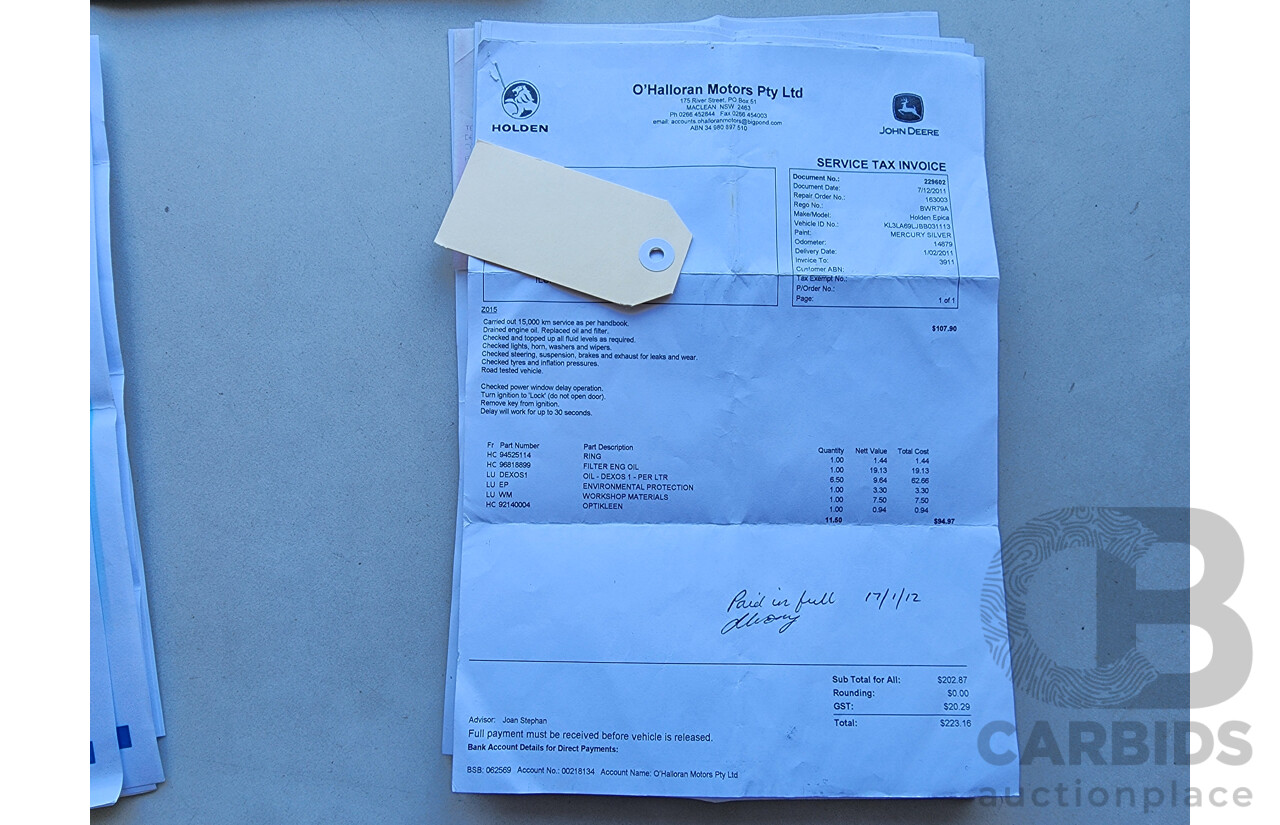 HOLDEN
O'Halloran Motors Pty Ltd
175 River Street, PO Box 51
MACLEAN NSW 2463
Ph 0266 452644 Fax 0266 454003
email: accounts.ohalloranmotors@bigpond.com
ABN 34 980 897 510
JOHN DEERE
SERVICE TAX INVOICE
Document No.: 229602
Document Date: 7/12/2011
Repair Order No.: 163003
Rego No.: BWR79A
Make/Model: Holden Epica
Vehicle ID No.: KL3LA69LJBB031113
Paint: MERCURY SILVER
Odometer: 14879
Delivery Date: 1/02/2011
Invoice To: 3911
Customer ABN:
Tax Exempt No.:
P/Order No.:
Page: 1 of 1
Z015
Carried out 15,000 km service as per handbook. $107.90
Drained engine oil. Replaced oil and filter.
Checked and topped up all fluid levels as required.
Checked lights, horn, washers and wipers.
Checked steering, suspension, brakes and exhaust for leaks and wear.
Checked tyres and inflation pressures.
Road tested vehicle.
Checked power window delay operation.
Turn ignition to 'Lock' (do not open door).
Remove key from ignition.
Delay will work for up to 30 seconds.
Fr Part Number Part Description Quantity Nett Value Total Cost
HC 94525114 RING 1.00 1.44 1.44
HC 96818899 FILTER ENG OIL 1.00 19.13 19.13
LU DEXOS1 OIL - DEXOS 1 - PER LTR 6.50 9.64 62.66
LU EP ENVIRONMENTAL PROTECTION 1.00 3.30 3.30
LU WM WORKSHOP MATERIALS 1.00 7.50 7.50
HC 92140004 OPTIKLEEN 1.00 0.94 0.94
11.50 $94.97
Paid in full 17/1/12
Sub Total for All: $202.87
Rounding: $0.00
GST: $20.29
Total: $223.16
Advisor: Joan Stephan
Full payment must be received before vehicle is released.
Bank Account Details for Direct Payments:
BSB: 062569 Account No.: 00218134 Account Name: O'Halloran Motors Pty Ltd
CB
CARBIDS
auctionplace